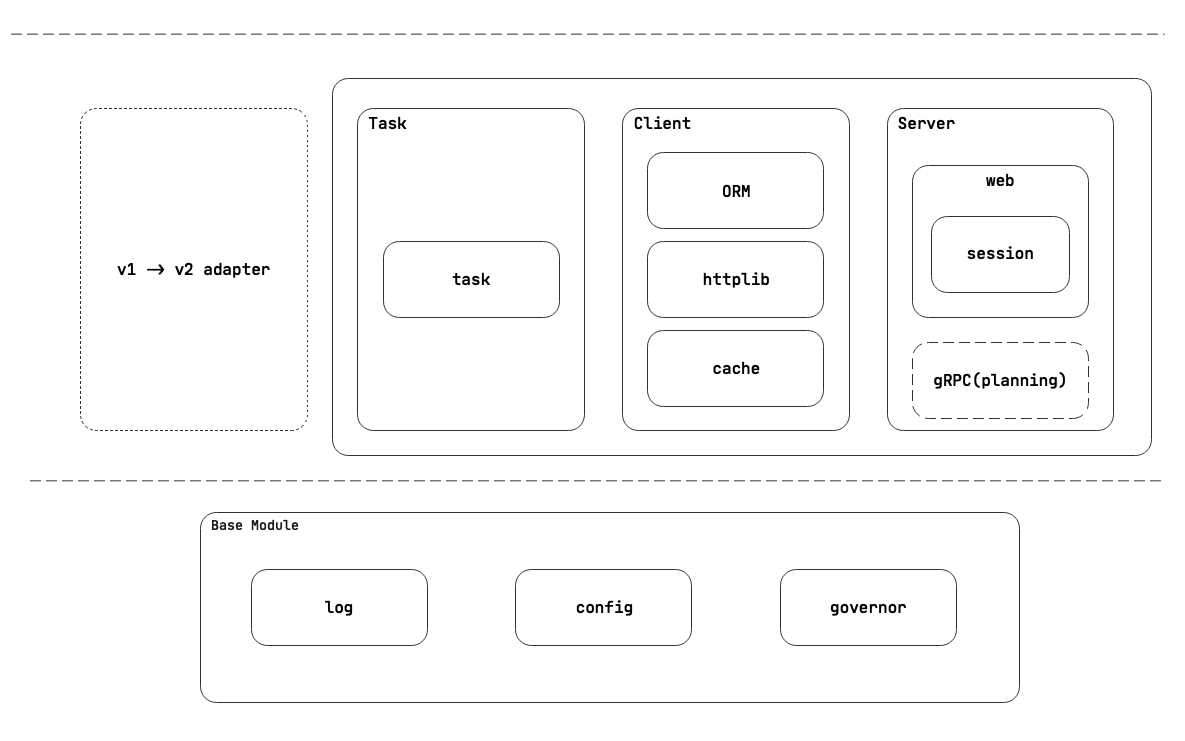 Task
Client
Server
ORM
web
session
v1 -> v2 adapter
task
httplib
cache
gRPC(planning)
Base Module
log
config
governor